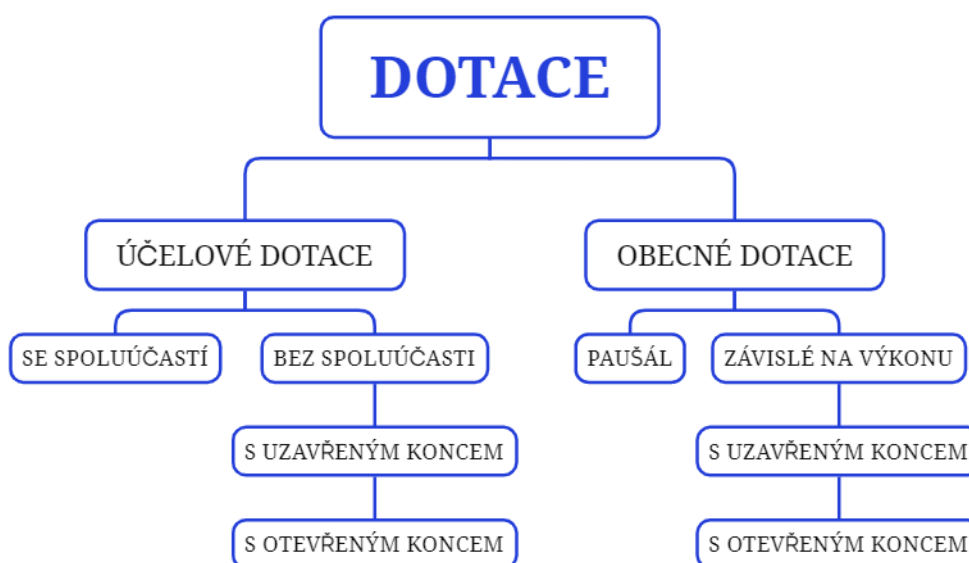 DOTACE
ÚČELOVÉ DOTACE
OBECNÉ DOTACE
SE SPOLUÚČASTÍ
BEZ SPOLUÚČASTI
PAUŠÁL
ZÁVISLÉ NA VÝKONU
S UZAVŘENÝM KONCEM
S UZAVŘENÝM KONCEM
S OTEVŘENÝM KONCEM
S OTEVŘENÝM KONCEM